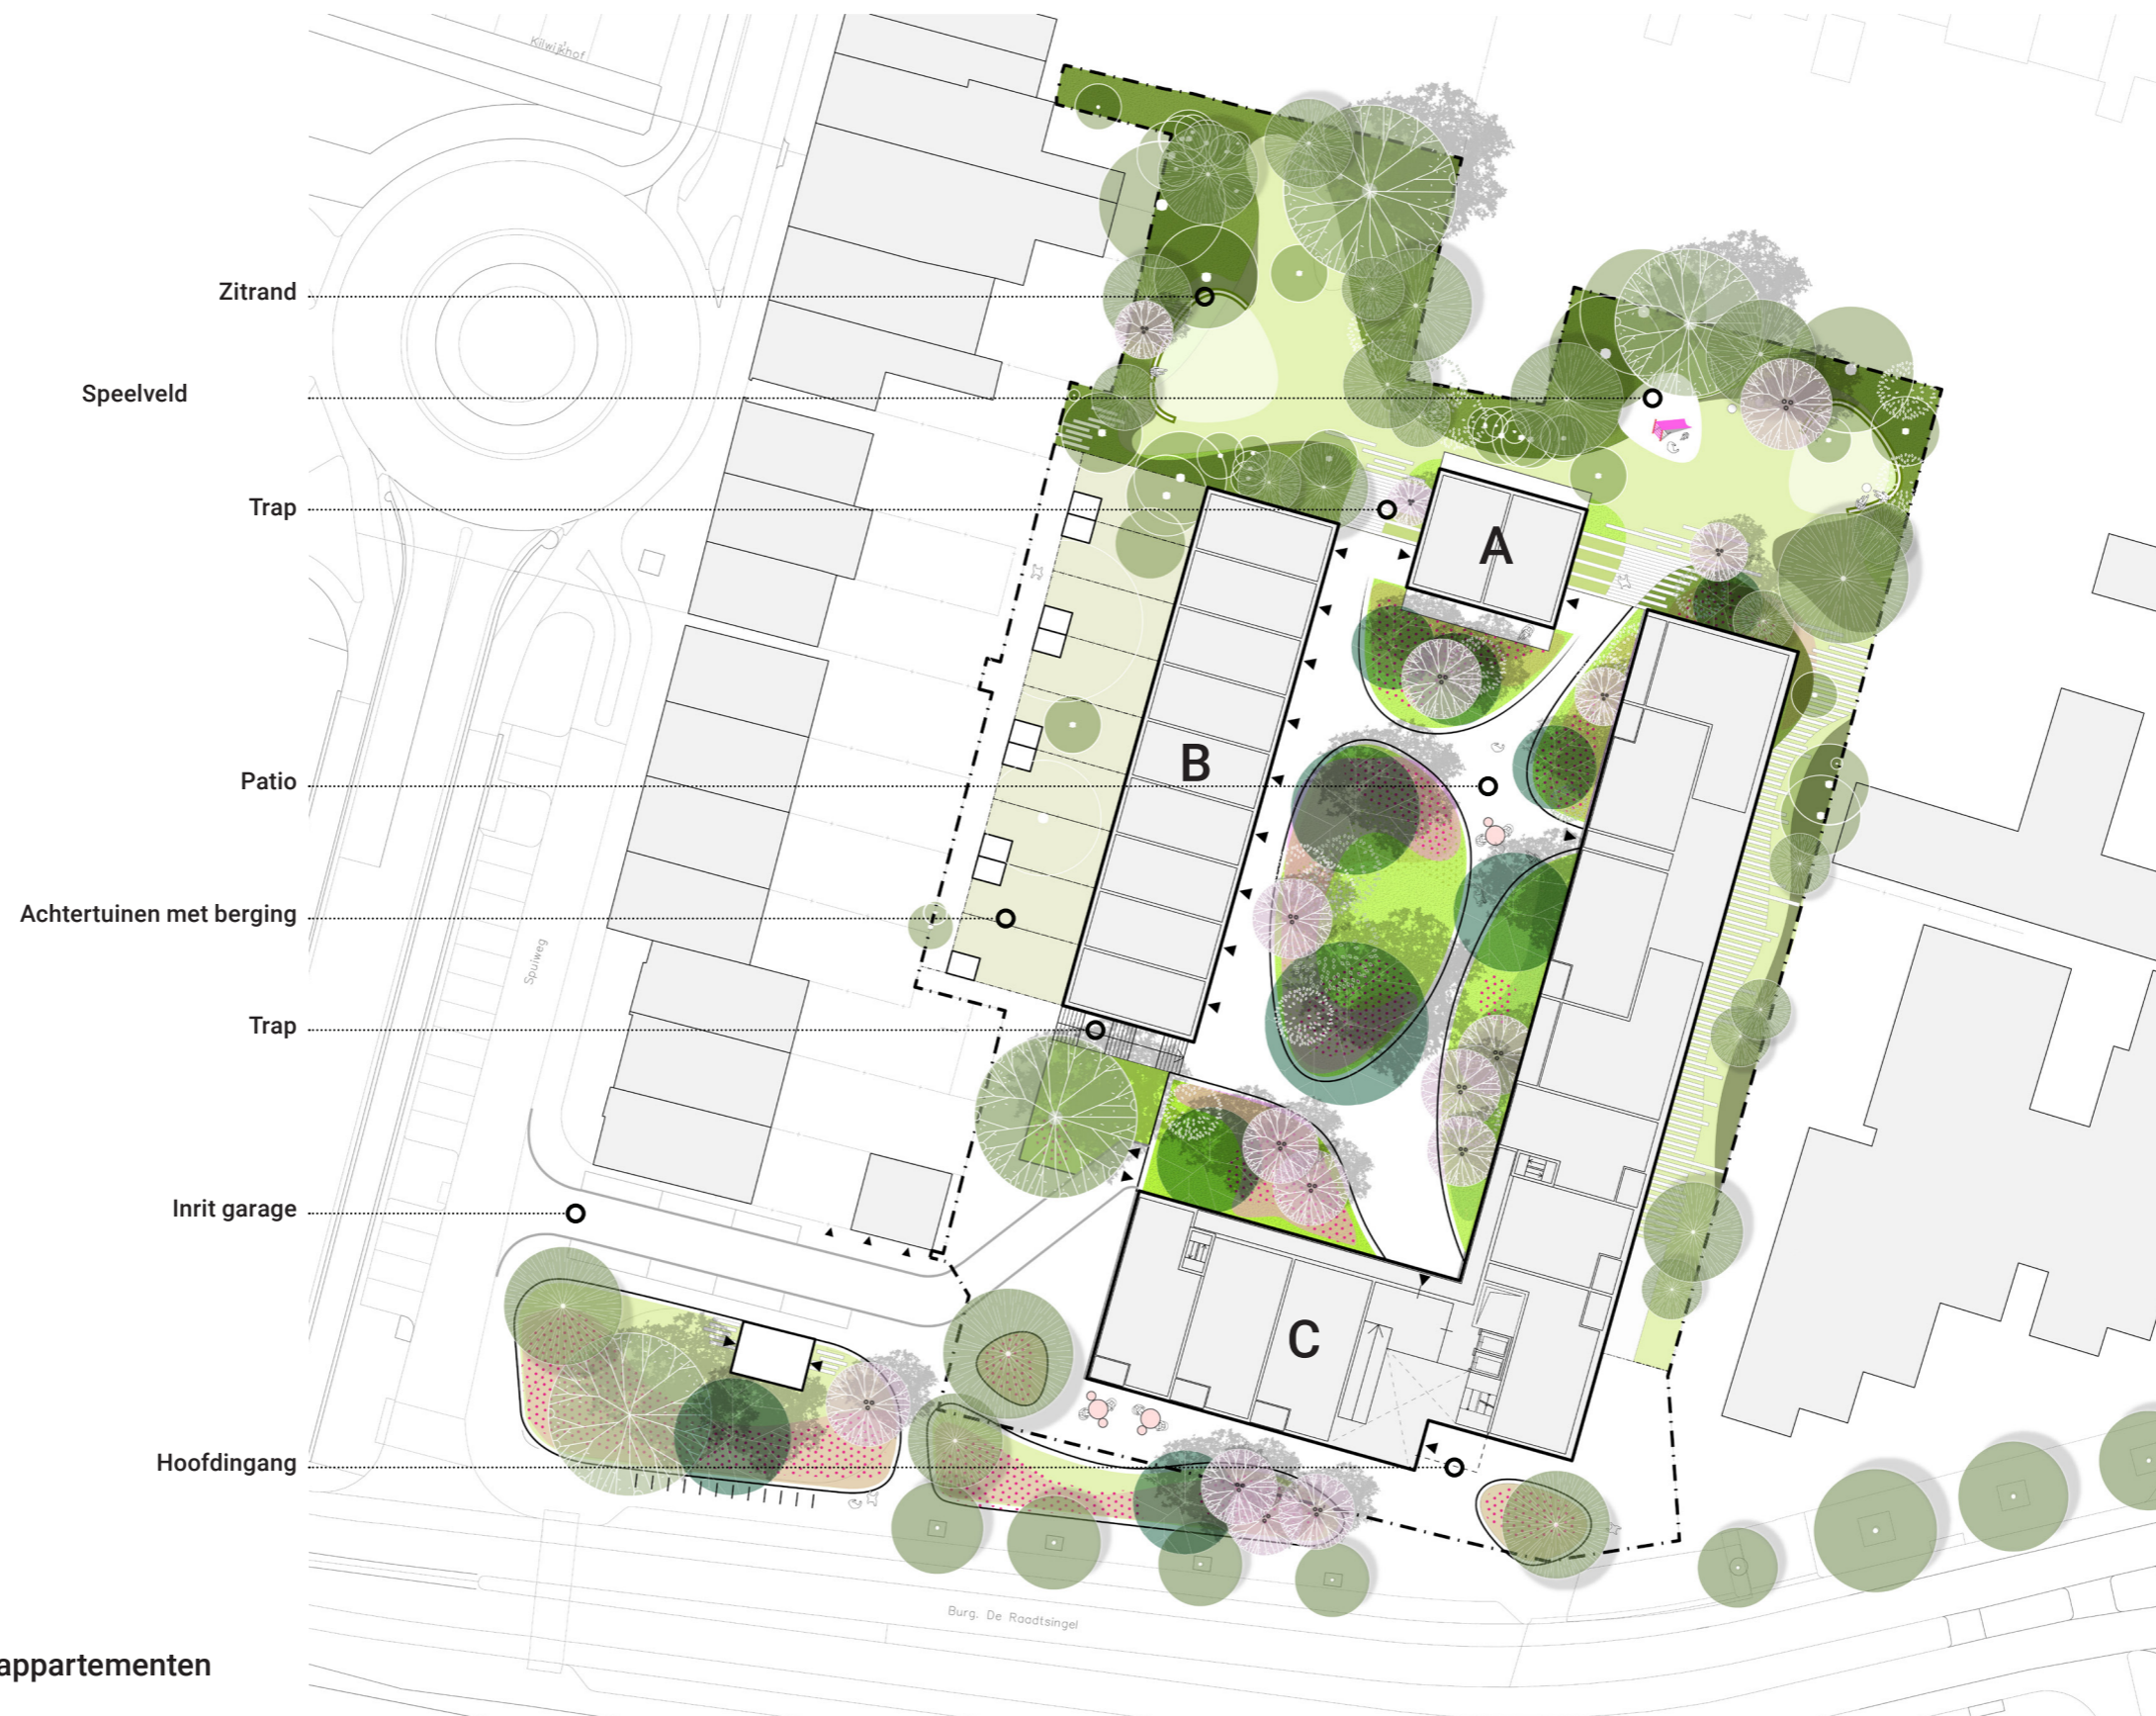 Kilwijkhof
Zitrand
Speelveld
Trap
A
Patio
B
Achtertuinen met berging
Spuiweg
Trap
Inrit garage
C
Hoofdingang
Burg. De Raadtsingel
appartementen